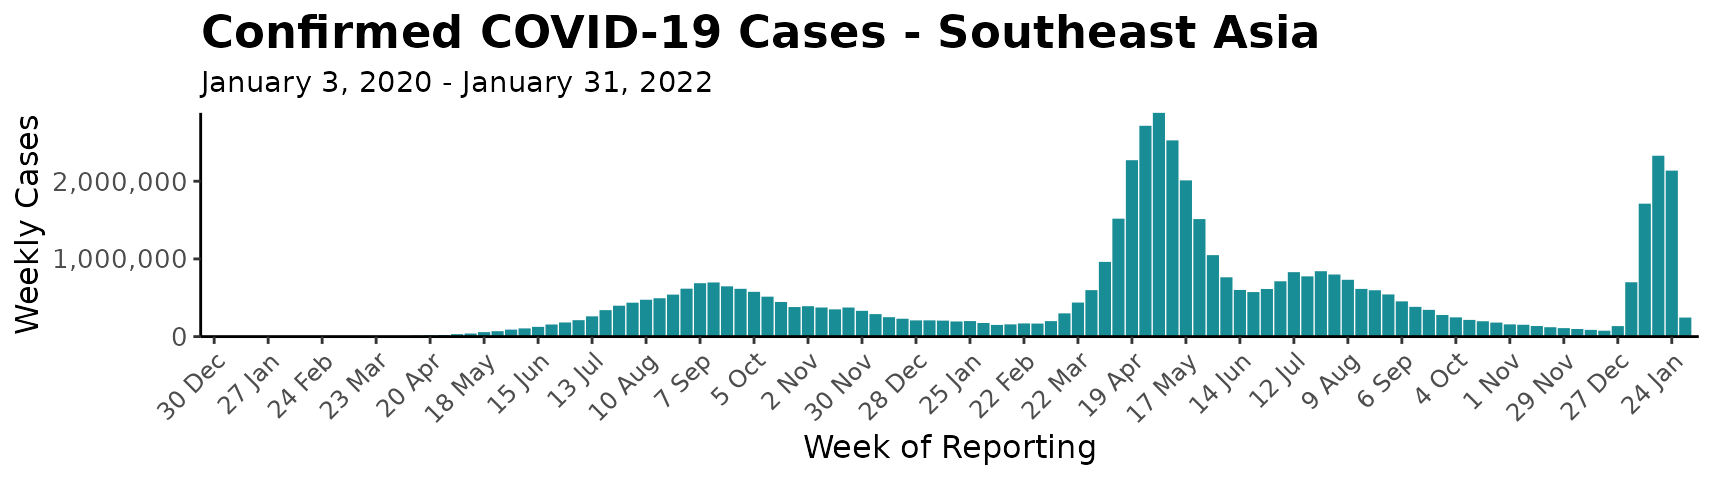 Confirmed COVID-19 Cases - Southeast Asia
January 3, 2020 - January 31, 2022
Weekly Cases
2,000,000
1,000,000
0
30 Dec
27 Jan
24 Feb
23 Mar
20 Apr
18 May
15 Jun
13 Jul
10 Aug
7 Sep
5 Oct
2 Nov
30 Nov
28 Dec
25 Jan
22 Feb
22 Mar
19 Apr
17 May
14 Jun
12 Jul
9 Aug
6 Sep
4 Oct
1 Nov
29 Nov
27 Dec
24 Jan
Week of Reporting